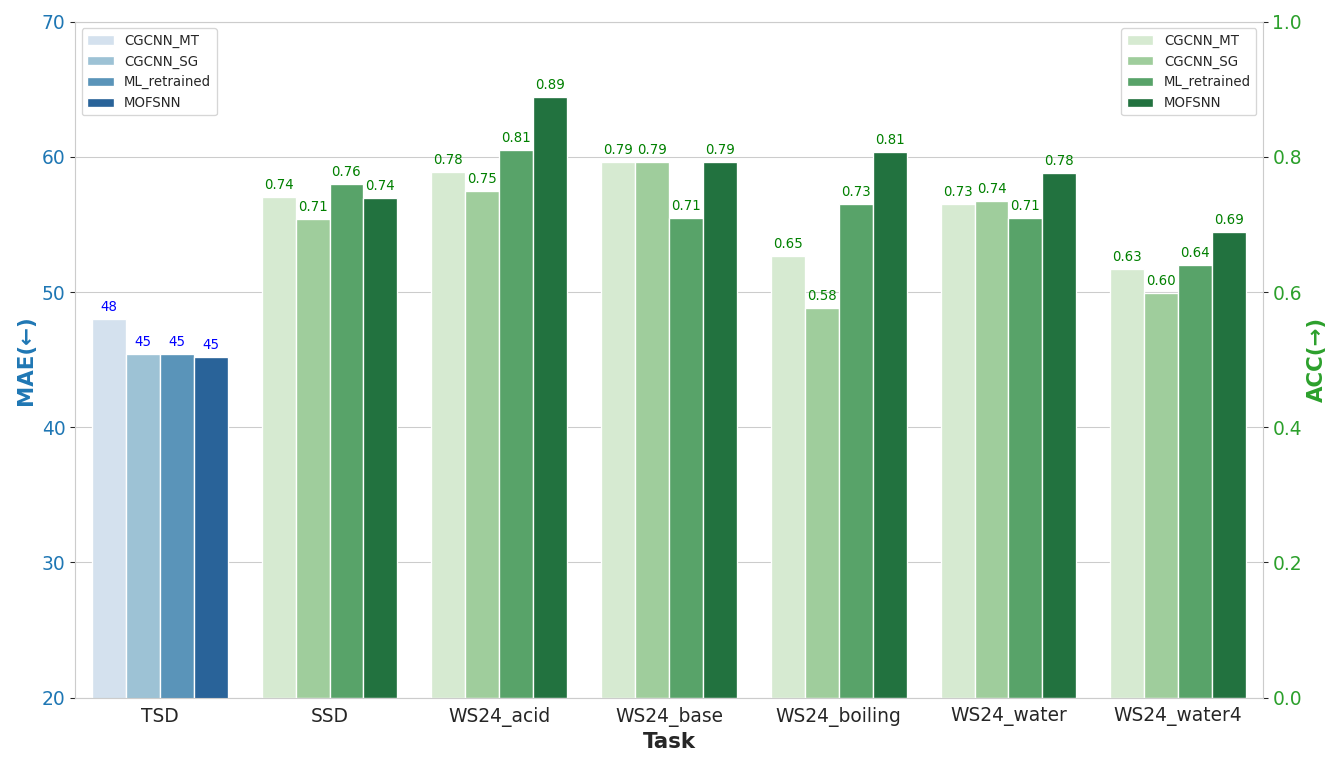 70
60
50
40
30
20
MAE(←)
CGCNN_MT
CGCNN_SG
ML_retrained
MOFSNN
CGCNN_MT
CGCNN_SG
ML_retrained
MOFSNN
48
45
45
45
0.74
0.71
0.76
0.74
0.78
0.75
0.81
0.89
0.79
0.79
0.71
0.79
0.65
0.58
0.73
0.81
0.73
0.74
0.71
0.78
0.63
0.60
0.64
0.69
1.0
0.8
0.6
0.4
0.2
0.0
ACC(→)
TSD
SSD
WS24_acid
WS24_base
WS24_boiling
WS24_water
WS24_water4
Task